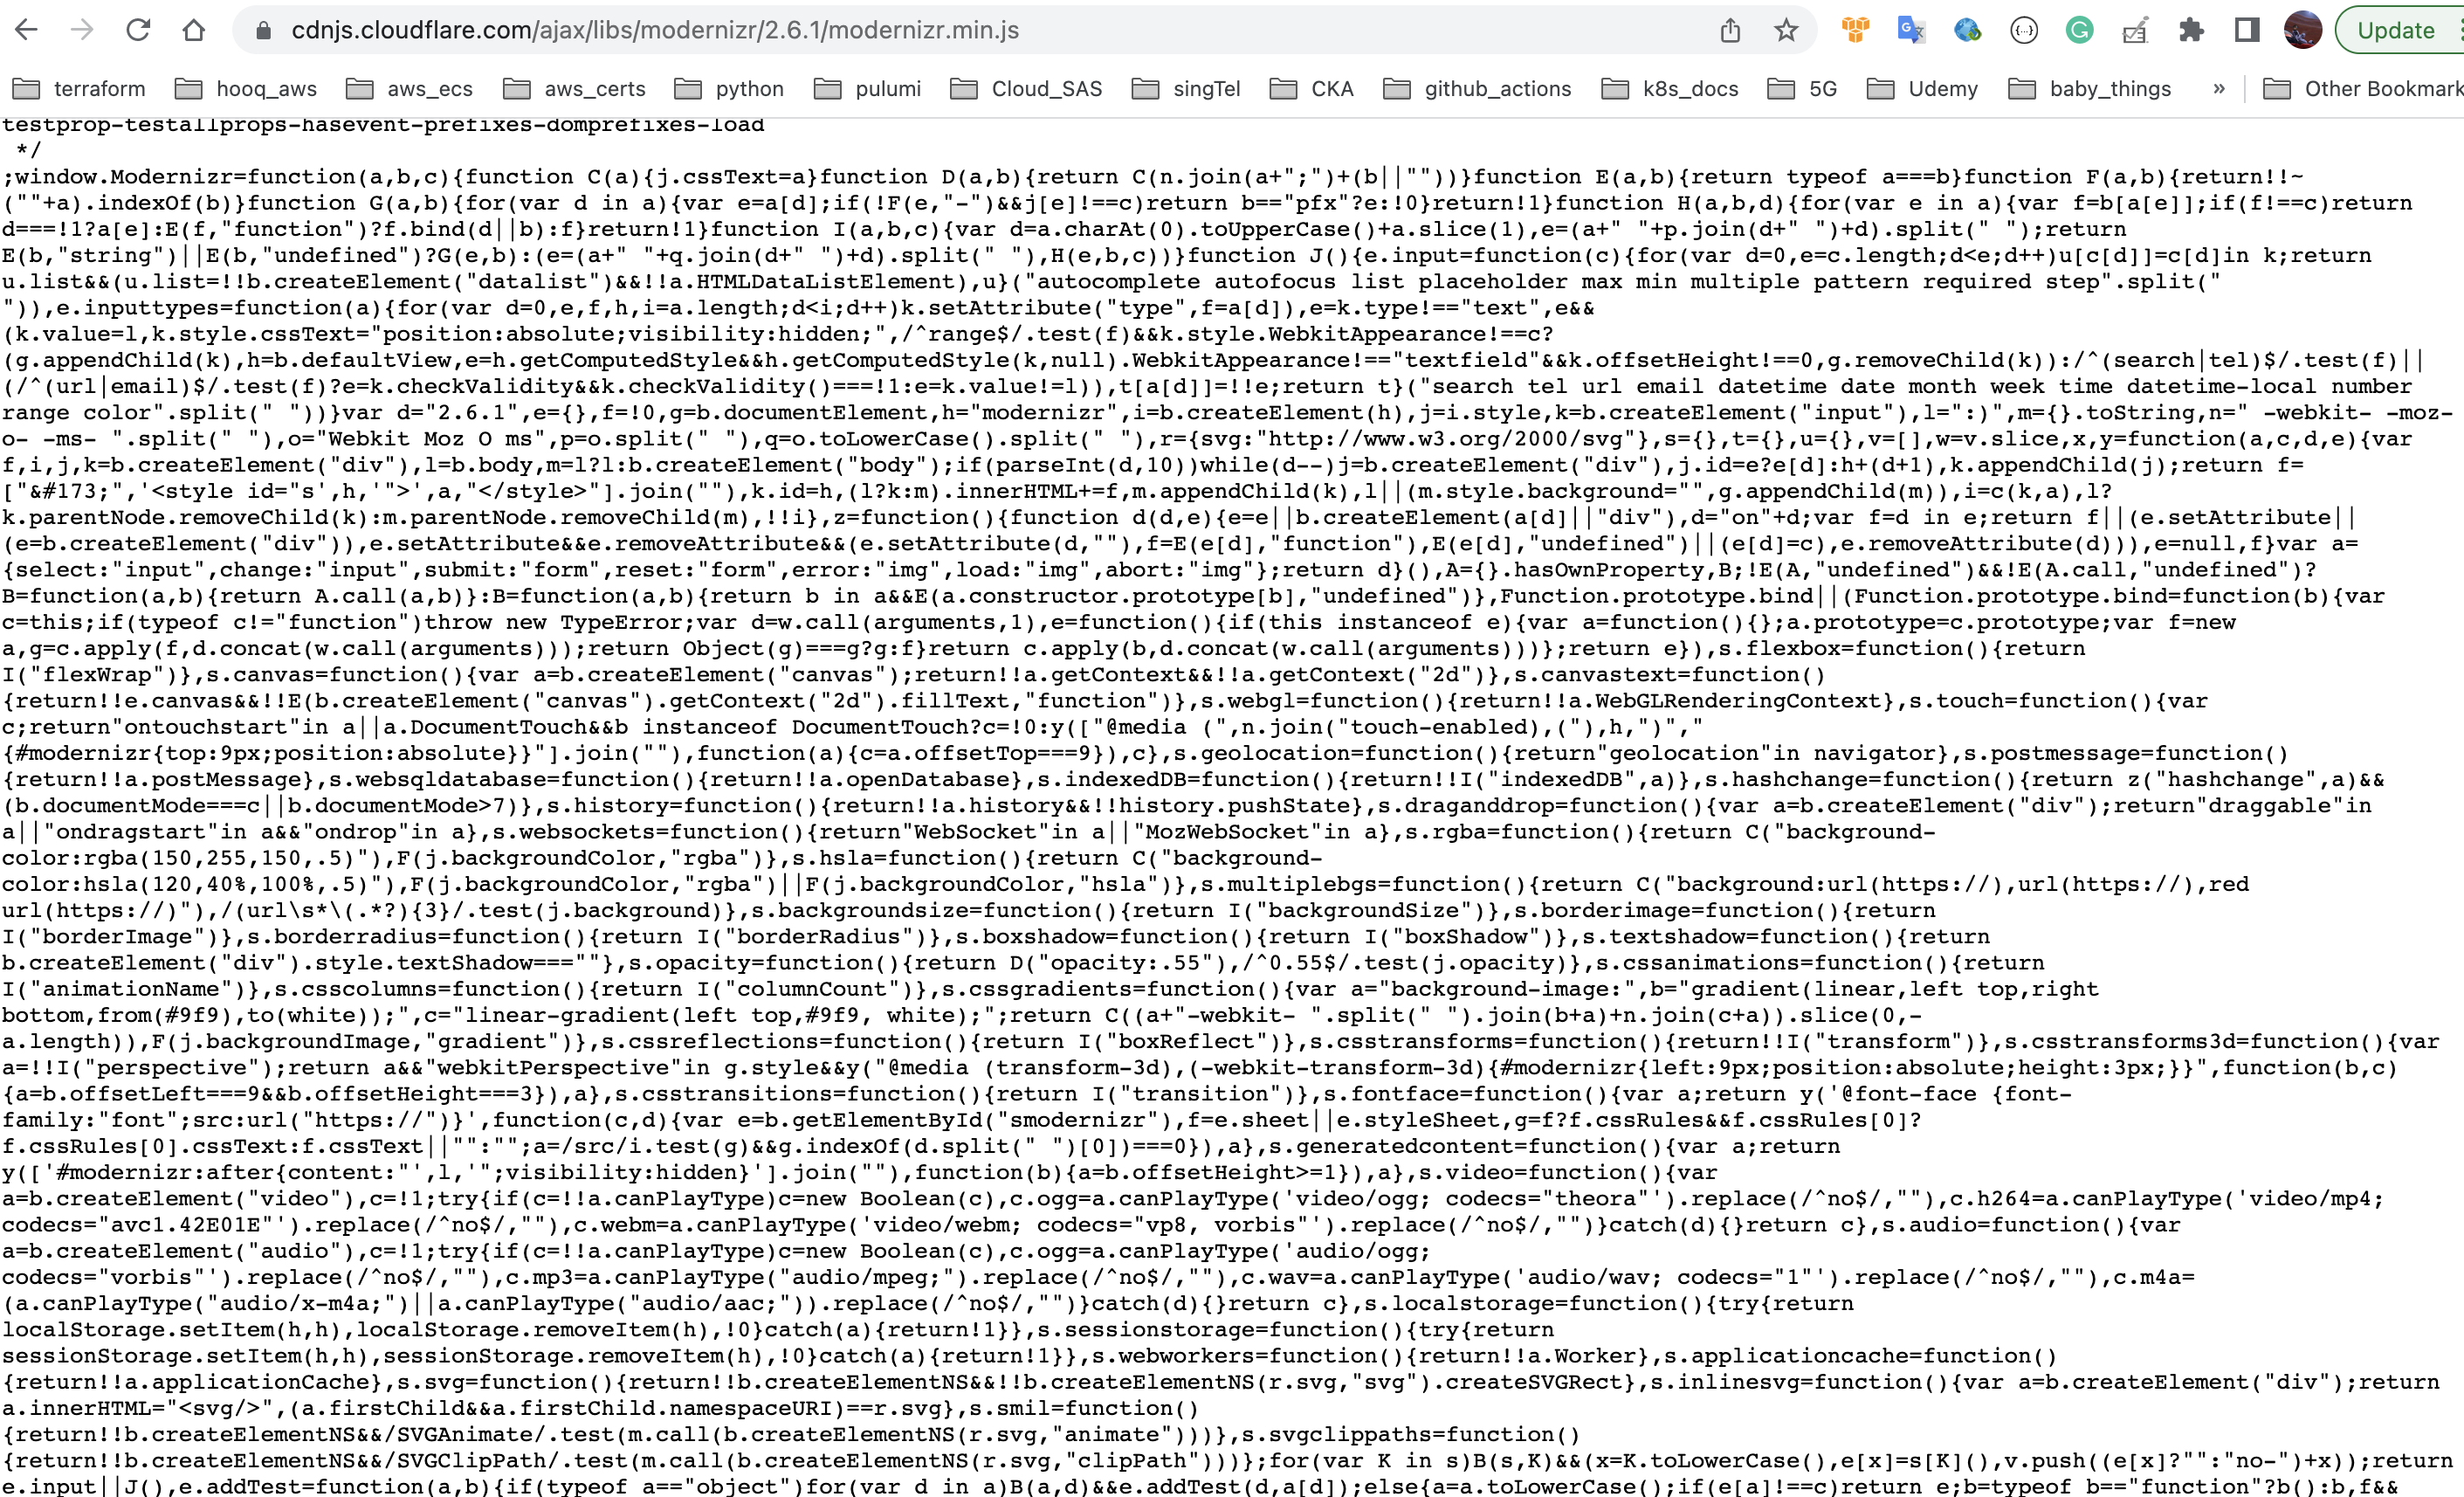 cdnjs.cloudflare.com/ajax/libs/modernizr/2.6.1/modernizr.min.js
Update
terraform hooq_aws aws_ecs aws_certs python pulumi Cloud_SAS singTel CKA github_actions k8s_docs 5G Udemy baby_things » Other Bookmark
testprop-testallprops-hasevent-prefixes-domprefixes-load
 */
;window.Modernizr=function(a,b,c){function C(a){j.cssText=a}function D(a,b){return C(n.join(a+";")+(b||""))}function E(a,b){return typeof a===b}function F(a,b){return!!~
(""+a).indexOf(b)}function G(a,b){for(var d in a){var e=a[d];if(!F(e,"-")&&j[e]!==c)return b=="pfx"?e:!0}return!1}function H(a,b,d){for(var e in a){var f=b[a[e]];if(f!==c)return
d===!1?a[e]:E(f,"function")?f.bind(d||b):f}return!1}function I(a,b,c){var d=a.charAt(0).toUpperCase()+a.slice(1),e=(a+" "+p.join(d+" ")+d).split(" ");return
E(b,"string")||E(b,"undefined")?G(e,b):(e=(a+" "+q.join(d+" ")+d).split(" "),H(e,b,c))}function J(){e.input=function(c){for(var d=0,e=c.length;d<e;d++)u[c[d]]=c[d]in k;return
u.list&&(u.list=!!b.createElement("datalist")&&!!a.HTMLDataListElement),u}("autocomplete autofocus list placeholder max min multiple pattern required step".split("
")),e.inputtypes=function(a){for(var d=0,e,f,h,i=a.length;d<i;d++)k.setAttribute("type",f=a[d]),e=k.type!=="text",e&&
(k.value=l,k.style.cssText="position:absolute;visibility:hidden;",/^range$/.test(f)&&k.style.WebkitAppearance!==c?
(g.appendChild(k),h=b.defaultView,e=h.getComputedStyle&&h.getComputedStyle(k,null).WebkitAppearance!=="textfield"&&k.offsetHeight!==0,g.removeChild(k)):/^(search|tel)$/.test(f)||
(/^(url|email)$/.test(f)?e=k.checkValidity&&k.checkValidity()===!1:e=k.value!=l)),t[a[d]]=!!e;return t}("search tel url email datetime date month week time datetime-local number
range color".split(" "))}var d="2.6.1",e={},f=!0,g=b.documentElement,h="modernizr",i=b.createElement(h),j=i.style,k=b.createElement("input"),l=":)",m={}.toString,n=" -webkit- -moz-
o- -ms- ".split(" "),o="Webkit Moz O ms",p=o.split(" "),q=o.toLowerCase().split(" "),r={svg:"http://www.w3.org/2000/svg"},s={},t={},u={},v=[],w=v.slice,x,y=function(a,c,d,e){var
f,i,j,k=b.createElement("div"),l=b.body,m=l?l:b.createElement("body");if(parseInt(d,10))while(d--)j=b.createElement("div"),j.id=e?e[d]:h+(d+1),k.appendChild(j);return f=
["&#173;",'<style id="s',h,'">',a,"</style>"].join(""),k.id=h,(l?k:m).innerHTML+=f,m.appendChild(k),l||(m.style.background="",g.appendChild(m)),i=c(k,a),l?
k.parentNode.removeChild(k):m.parentNode.removeChild(m),!!i},z=function(){function d(d,e){e=e||b.createElement(a[d]||"div"),d="on"+d;var f=d in e;return f||(e.setAttribute||
(e=b.createElement("div")),e.setAttribute&&e.removeAttribute&&(e.setAttribute(d,""),f=E(e[d],"function"),E(e[d],"undefined")||(e[d]=c),e.removeAttribute(d))),e=null,f}var a=
{select:"input",change:"input",submit:"form",reset:"form",error:"img",load:"img",abort:"img"};return d}(),A={}.hasOwnProperty,B;!E(A,"undefined")&&!E(A.call,"undefined")?
B=function(a,b){return A.call(a,b)}:B=function(a,b){return b in a&&E(a.constructor.prototype[b],"undefined")},Function.prototype.bind||(Function.prototype.bind=function(b){var
c=this;if(typeof c!="function")throw new TypeError;var d=w.call(arguments,1),e=function(){if(this instanceof e){var a=function(){};a.prototype=c.prototype;var f=new
a,g=c.apply(f,d.concat(w.call(arguments)));return Object(g)===g?g:f}return c.apply(b,d.concat(w.call(arguments)))};return e}),s.flexbox=function(){return
I("flexWrap")},s.canvas=function(){var a=b.createElement("canvas");return!!a.getContext&&!!a.getContext("2d")},s.canvastext=function()
{return!!e.canvas&&!!E(b.createElement("canvas").getContext("2d").fillText,"function")},s.webgl=function(){return!!a.WebGLRenderingContext},s.touch=function(){var
c;return"ontouchstart"in a||a.DocumentTouch&&b instanceof DocumentTouch?c=!0:y(["@media (",n.join("touch-enabled),("),h,")","
{#modernizr{top:9px;position:absolute}}"].join(""),function(a){c=a.offsetTop===9}),c},s.geolocation=function(){return"geolocation"in navigator},s.postmessage=function()
{return!!a.postMessage},s.websqldatabase=function(){return!!a.openDatabase},s.indexedDB=function(){return!!I("indexedDB",a)},s.hashchange=function(){return z("hashchange",a)&&
(b.documentMode===c||b.documentMode>7)},s.history=function(){return!!a.history&&!!history.pushState},s.draganddrop=function(){var a=b.createElement("div");return"draggable"in
a||"ondragstart"in a&&"ondrop"in a},s.websockets=function(){return"WebSocket"in a||"MozWebSocket"in a},s.rgba=function(){return C("background-
color:rgba(150,255,150,.5)"),F(j.backgroundColor,"rgba")},s.hsla=function(){return C("background-
color:hsla(120,40%,100%,.5)"),F(j.backgroundColor,"rgba")||F(j.backgroundColor,"hsla")},s.multiplebgs=function(){return C("background:url(https://),url(https://),red
url(https://)"),/(url\s*\(.*?){3}/.test(j.background)},s.backgroundsize=function(){return I("backgroundSize")},s.borderimage=function(){return
I("borderImage")},s.borderradius=function(){return I("borderRadius")},s.boxshadow=function(){return I("boxShadow")},s.textshadow=function(){return
b.createElement("div").style.textShadow===""},s.opacity=function(){return D("opacity:.55"),/^0.55$/.test(j.opacity)},s.cssanimations=function(){return
I("animationName")},s.csscolumns=function(){return I("columnCount")},s.cssgradients=function(){var a="background-image:",b="gradient(linear,left top,right
bottom,from(#9f9),to(white));",c="linear-gradient(left top,#9f9, white);";return C((a+"-webkit- ".split(" ").join(b+a)+n.join(c+a)).slice(0,-
a.length)),F(j.backgroundImage,"gradient")},s.cssreflections=function(){return I("boxReflect")},s.csstransforms=function(){return!!I("transform")},s.csstransforms3d=function(){var
a=!!I("perspective");return a&&"webkitPerspective"in g.style&&y("@media (transform-3d),(-webkit-transform-3d){#modernizr{left:9px;position:absolute;height:3px;}}",function(b,c)
{a=b.offsetLeft===9&&b.offsetHeight===3}),a},s.csstransitions=function(){return I("transition")},s.fontface=function(){var a;return y('@font-face {font-
family:"font";src:url("https://")}',function(c,d){var e=b.getElementById("smodernizr"),f=e.sheet||e.styleSheet,g=f?f.cssRules&&f.cssRules[0]?
f.cssRules[0].cssText:f.cssText||"":"";a=/src/i.test(g)&&g.indexOf(d.split(" ")[0])===0}),a},s.generatedcontent=function(){var a;return
y(['#modernizr:after{content:"',l,'";visibility:hidden}'].join(""),function(b){a=b.offsetHeight>=1}),a},s.video=function(){var
a=b.createElement("video"),c=!1;try{if(c=!!a.canPlayType)c=new Boolean(c),c.ogg=a.canPlayType('video/ogg; codecs="theora"').replace(/^no$/,""),c.h264=a.canPlayType('video/mp4;
codecs="avc1.42E01E"').replace(/^no$/,""),c.webm=a.canPlayType('video/webm; codecs="vp8, vorbis"').replace(/^no$/,"")}catch(d){}return c},s.audio=function(){var
a=b.createElement("audio"),c=!1;try{if(c=!!a.canPlayType)c=new Boolean(c),c.ogg=a.canPlayType('audio/ogg;
codecs="vorbis"').replace(/^no$/,""),c.mp3=a.canPlayType("audio/mpeg;").replace(/^no$/,""),c.wav=a.canPlayType('audio/wav; codecs="1"').replace(/^no$/,""),c.m4a=
(a.canPlayType("audio/x-m4a;")||a.canPlayType("audio/aac;")).replace(/^no$/,"")}catch(d){}return c},s.localstorage=function(){try{return
localStorage.setItem(h,h),localStorage.removeItem(h),!0}catch(a){return!1}},s.sessionstorage=function(){try{return
sessionStorage.setItem(h,h),sessionStorage.removeItem(h),!0}catch(a){return!1}},s.webworkers=function(){return!!a.Worker},s.applicationcache=function()
{return!!a.applicationCache},s.svg=function(){return!!b.createElementNS&&!!b.createElementNS(r.svg,"svg").createSVGRect},s.inlinesvg=function(){var a=b.createElement("div");return
a.innerHTML="<svg/>",(a.firstChild&&a.firstChild.namespaceURI)==r.svg},s.smil=function()
{return!!b.createElementNS&&/SVGAnimate/.test(m.call(b.createElementNS(r.svg,"animate")))},s.svgclippaths=function()
{return!!b.createElementNS&&/SVGClipPath/.test(m.call(b.createElementNS(r.svg,"clipPath")))};for(var K in s)B(s,K)&&(x=K.toLowerCase(),e[x]=s[K](),v.push((e[x]?"":"no-")+x));return
e.input||J(),e.addTest=function(a,b){if(typeof a=="object")for(var d in a)B(a,d)&&e.addTest(d,a[d]);else{a=a.toLowerCase();if(e[a]!==c)return e;b=typeof b=="function"?b():b,f&&